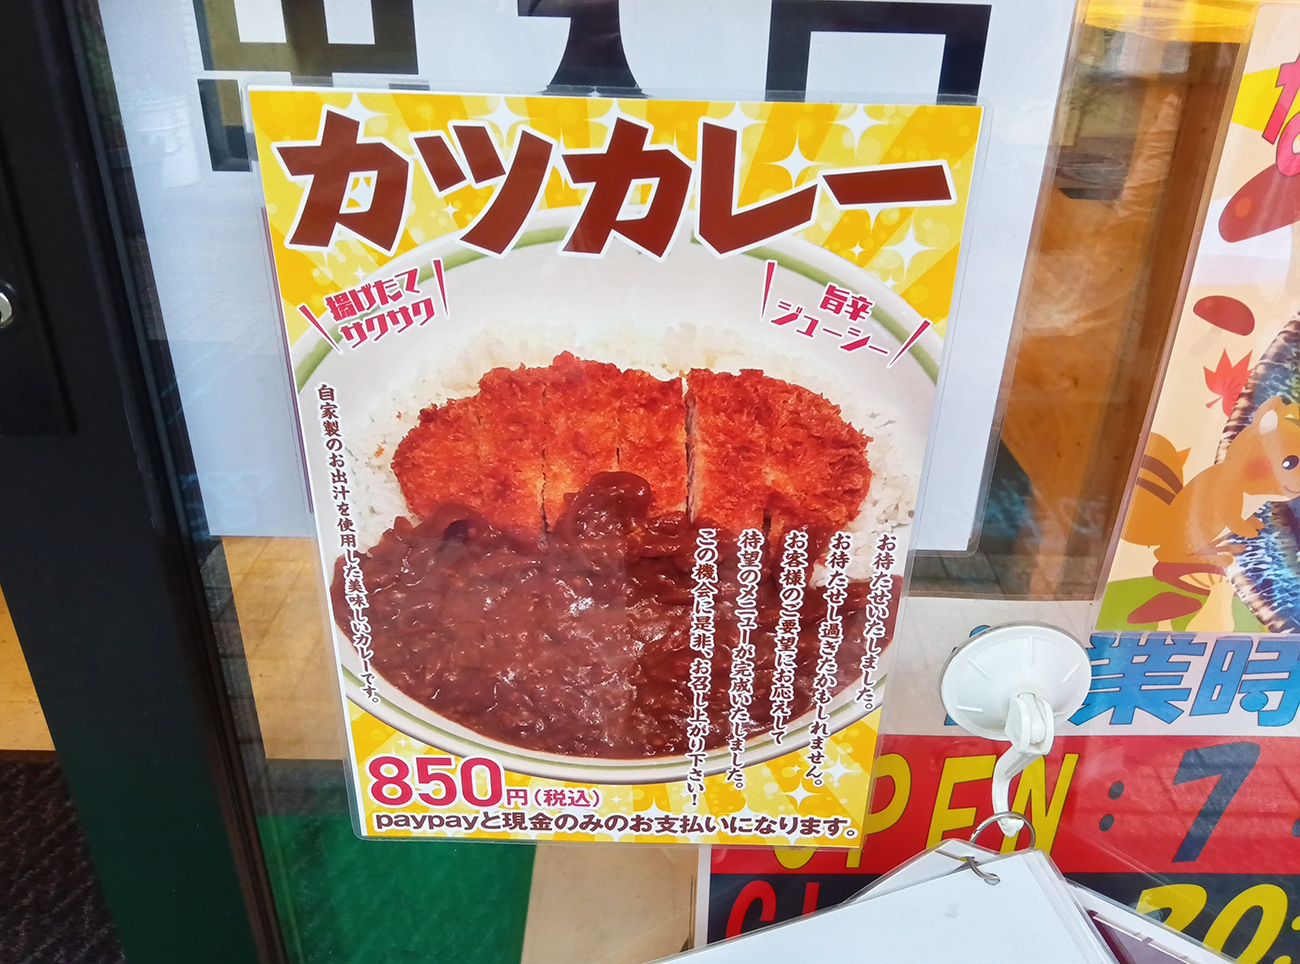 カツカレー
揚げたて
サクサク
旨辛
ジューシー
お待たせいたしました。
お待たせし過ぎたかもしれません。
お客様のご要望にお応えして
待望のメニューが完成いたしました。
この機会に是非、お召し上がり下さい！
自家製のお出汁を使用した美味しいカレーです。
850円（税込）
paypayと現金のみのお支払いになります。
業時
OPEN：7